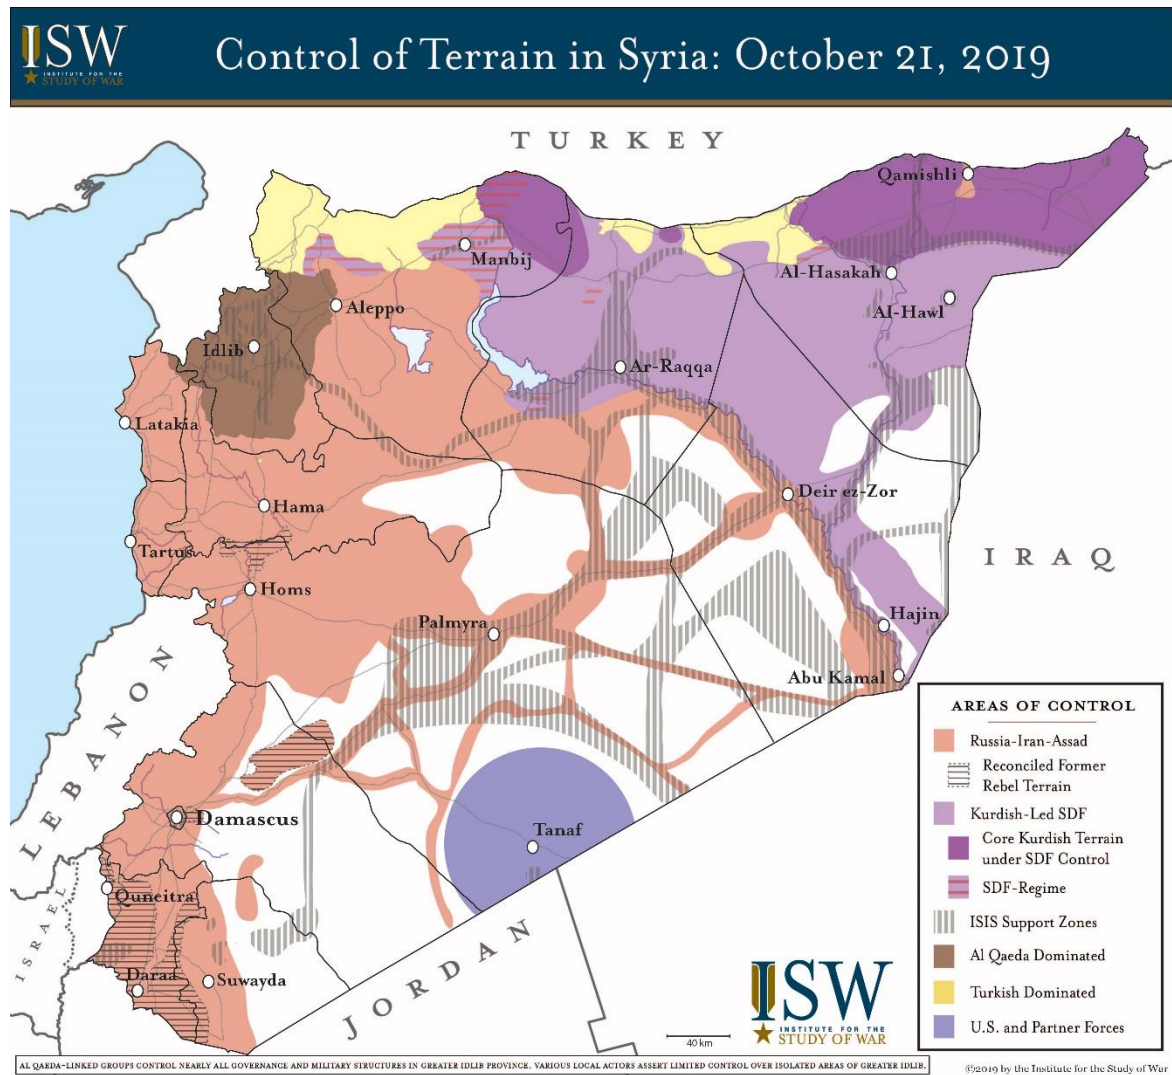 ISW
INSTITUTE FOR THE
STUDY OF WAR
Control of Terrain in Syria: October 21, 2019
TURKEY
Qamishli
Manbij
Al-Hasakah
Al-Hawl
Aleppo
Idlib
Ar-Raqqa
Latakia
Deir ez-Zor
Hama
Tartus
IRAQ
Homs
Hajin
Palmyra
Abu Kamal
LEBANON
Damascus
Tanaf
Quneitra
ISRAEL
Daraa
Suwayda
JORDAN
AREAS OF CONTROL
Russia-Iran-Assad
Reconciled Former
Rebel Terrain
Kurdish-Led SDF
Core Kurdish Terrain
under SDF Control
SDF-Regime
ISIS Support Zones
Al Qaeda Dominated
Turkish Dominated
U.S. and Partner Forces
ISW
INSTITUTE FOR THE
STUDY OF WAR
40 km
AL QAEDA-LINKED GROUPS CONTROL NEARLY ALL GOVERNANCE AND MILITARY STRUCTURES IN GREATER IDLIB PROVINCE. VARIOUS LOCAL ACTORS ASSERT LIMITED CONTROL OVER ISOLATED AREAS OF GREATER IDLIB.
©2019 by the Institute for the Study of War